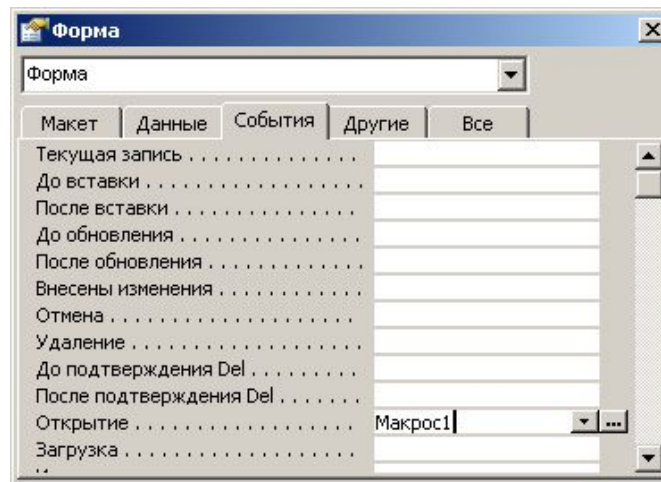 Форма
Форма
Макет Данные События Другие Все
Текущая запись . . . . . . . . . . . . . .
До вставки . . . . . . . . . . . . . . . . . .
После вставки . . . . . . . . . . . . . . .
До обновления . . . . . . . . . . . . . . .
После обновления . . . . . . . . . . . . .
Внесены изменения . . . . . . . . . . . .
Отмена . . . . . . . . . . . . . . . . . . . .
Удаление . . . . . . . . . . . . . . . . . . .
До подтверждения Del . . . . . . . . .
После подтверждения Del . . . . . . .
Открытие . . . . . . . . . . . . . . . . . . Макрос1 ...
Загрузка . . . . . . . . . . . . . . . . . . .